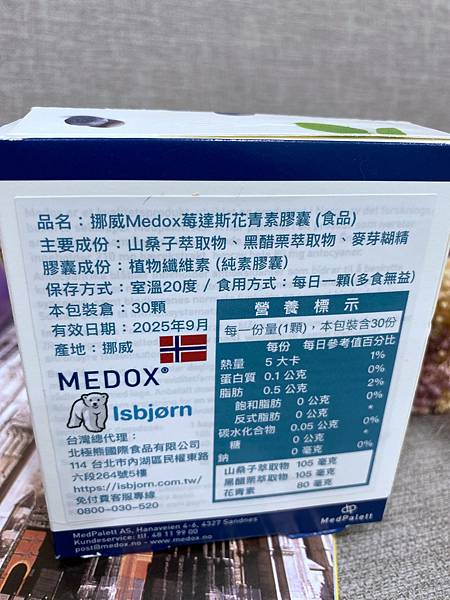 品名：挪威Medox莓達斯花青素膠囊 (食品)
主要成份：山桑子萃取物、黑醋栗萃取物、麥芽糊精
膠囊成份：植物纖維素 (純素膠囊)
保存方式：室溫20度 / 食用方式：每日一顆(多食無益)
本包裝倉：30顆
有效日期：2025年9月
產地：挪威
MEDOX®
Isbjørn
台灣總代理：
北極熊國際食品有限公司
114 台北市內湖區民權東路
六段264號5樓
https://isbjorn.com.tw/
免付費客服專線
0800-030-520
營養標示
每一份量(1顆)，本包裝含30份
每份 每日參考值百分比
熱量 5 大卡 1%
蛋白質 0.1 公克 0%
脂肪 0.5 公克 2%
飽和脂肪 0 公克 0%
反式脂肪 0 公克 *
碳水化合物 0.05 公克 0%
糖 0 公克 *
鈉 0 毫克 0%
山桑子萃取物 105 毫克
黑醋栗萃取物 105 毫克
花青素 80 毫克
MedPalett AS, Hanaveien 4-6, 4327 Sandnes
Kundeservice: tlf. 48 11 99 00
post@medox.no - www.medox.no
MedPalett